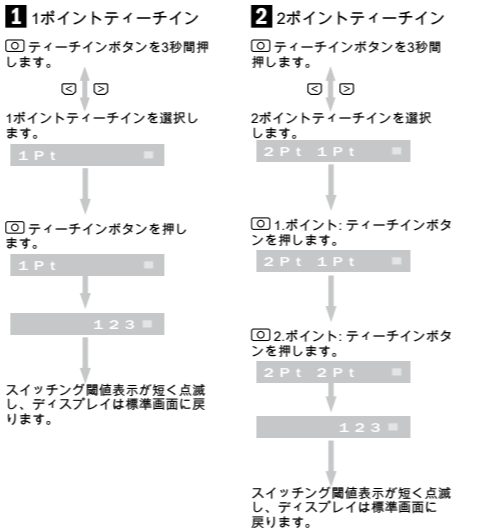 1 1ポイントティーチイン
ティーチインボタンを3秒間押
します。
1ポイントティーチインを選択し
ます。
1Pt
ティーチインボタンを押し
ます。
1Pt
123
スイッチング閾値表示が短く点滅
し、ディスプレイは標準画面に戻
ります。
2 2ポイントティーチイン
ティーチインボタンを3秒間
押します。
2ポイントティーチインを選択
します。
2Pt 1Pt
1.ポイント: ティーチインボタ
ンを押します。
2Pt 1Pt
2.ポイント: ティーチインボタ
ンを押します。
2Pt 2Pt
123
スイッチング閾値表示が短く点滅
し、ディスプレイは標準画面に
戻ります。